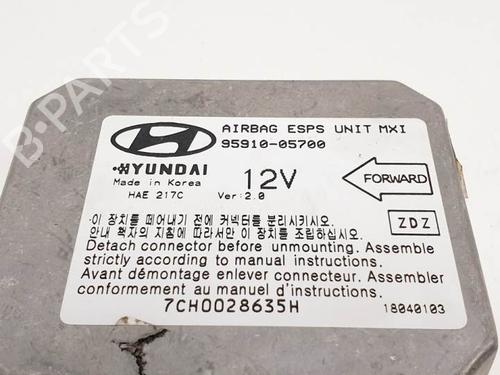 B-PARTS
AIRBAG ESPS UNIT MXI
95910-05700
HYUNDAI
Made in Korea
HAE 217C
12V
Ver: 2.0
FORWARD
ZDZ
·이 장치를 떼어내기 전에 커넥터를 분리시키시오.
안내 책자의 지침에 따라서만 이 장치를 조립하십시오.
Detach connector before unmounting. Assemble
strictly according to manual instructions.
Avant démontage enlever connecteur. Assembler
conformement au manuel d'instructions.
7CH0028635H
18040103